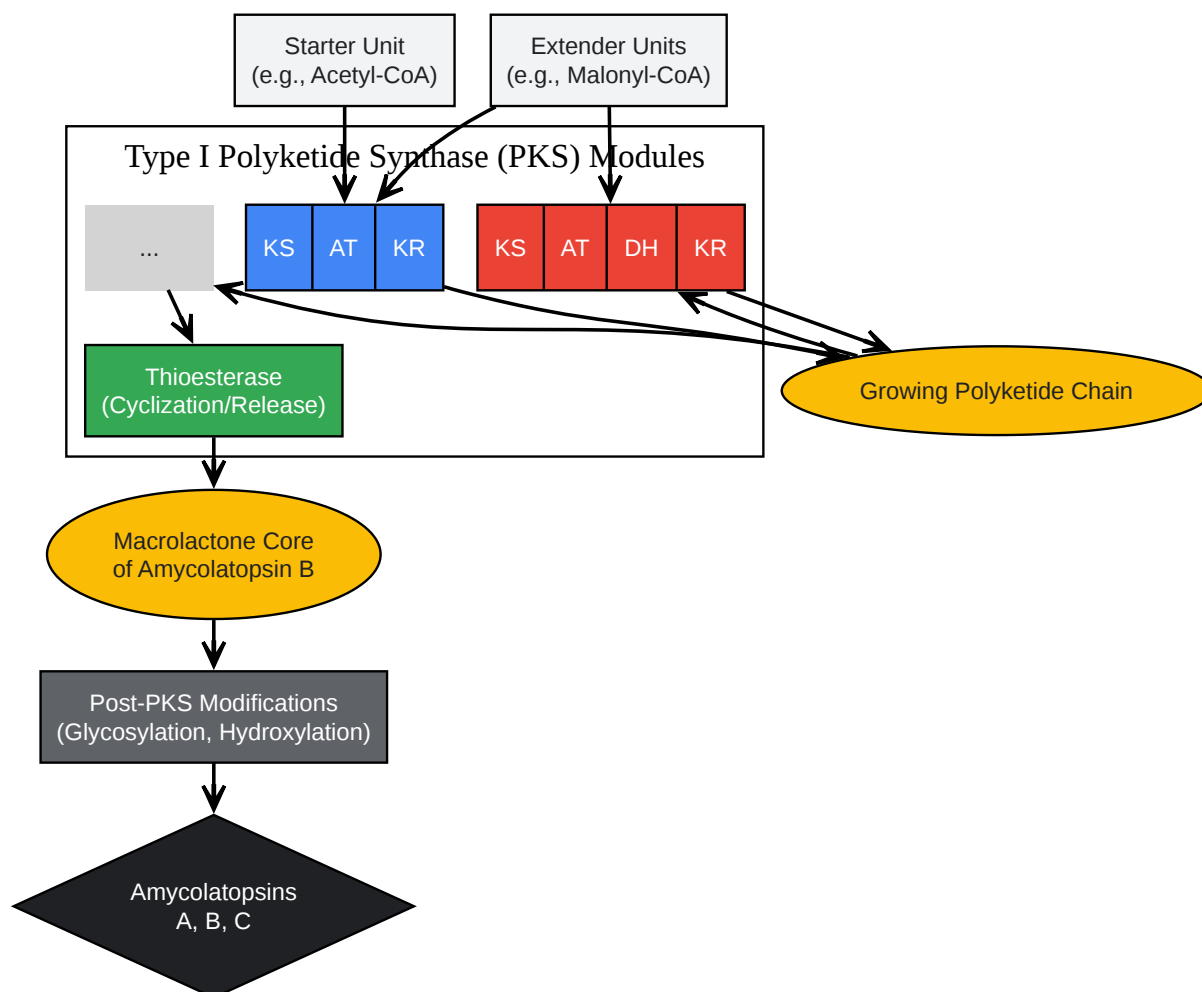 Starter Unit
(e.g., Acetyl-CoA)
Extender Units
(e.g., Malonyl-CoA)
Type I Polyketide Synthase (PKS) Modules
...
KS AT KR
KS AT DH KR
Thioesterase
(Cyclization/Release)
Growing Polyketide Chain
Macrolactone Core
of Amycolatopsin B
Post-PKS Modifications
(Glycosylation, Hydroxylation)
Amycolatopsins
A, B, C